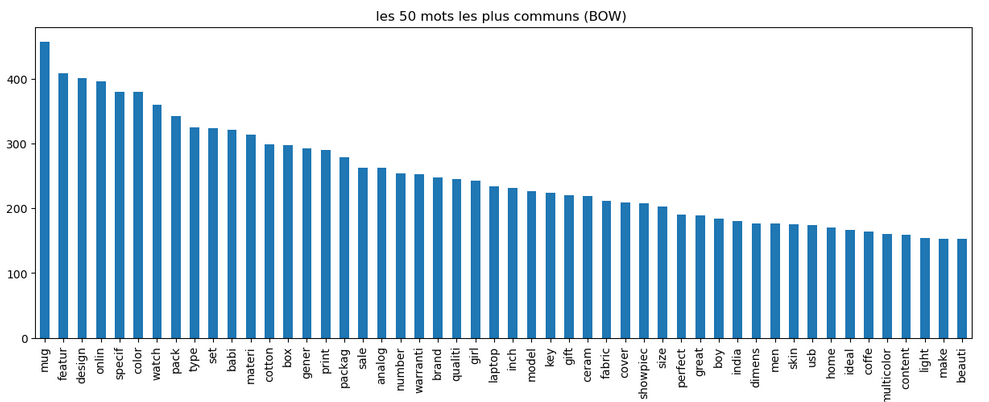 les 50 mots les plus communs (BOW)
400
300
200
100
0
mug
featur
design
onlin
specif
color
watch
pack
type
set
babi
materi
cotton
box
gener
print
packag
sale
analog
number
warranti
brand
qualiti
girl
laptop
inch
model
key
gift
ceram
fabric
cover
showpiec
size
perfect
great
boy
india
dimens
men
skin
usb
home
ideal
coffe
multicolor
content
light
make
beauti